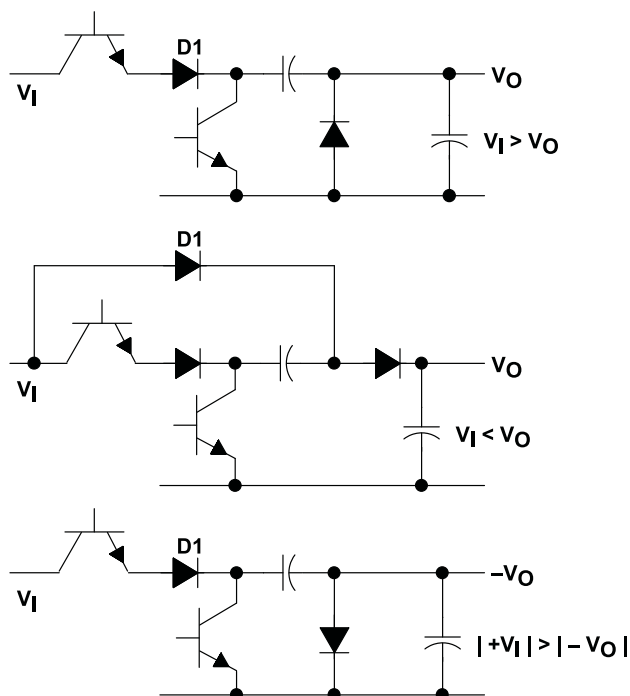 D1
V_I
V_O
V_I > V_O
D1
V_I
V_O
V_I < V_O
D1
V_I
–V_O
| +V_I | > | – V_O |